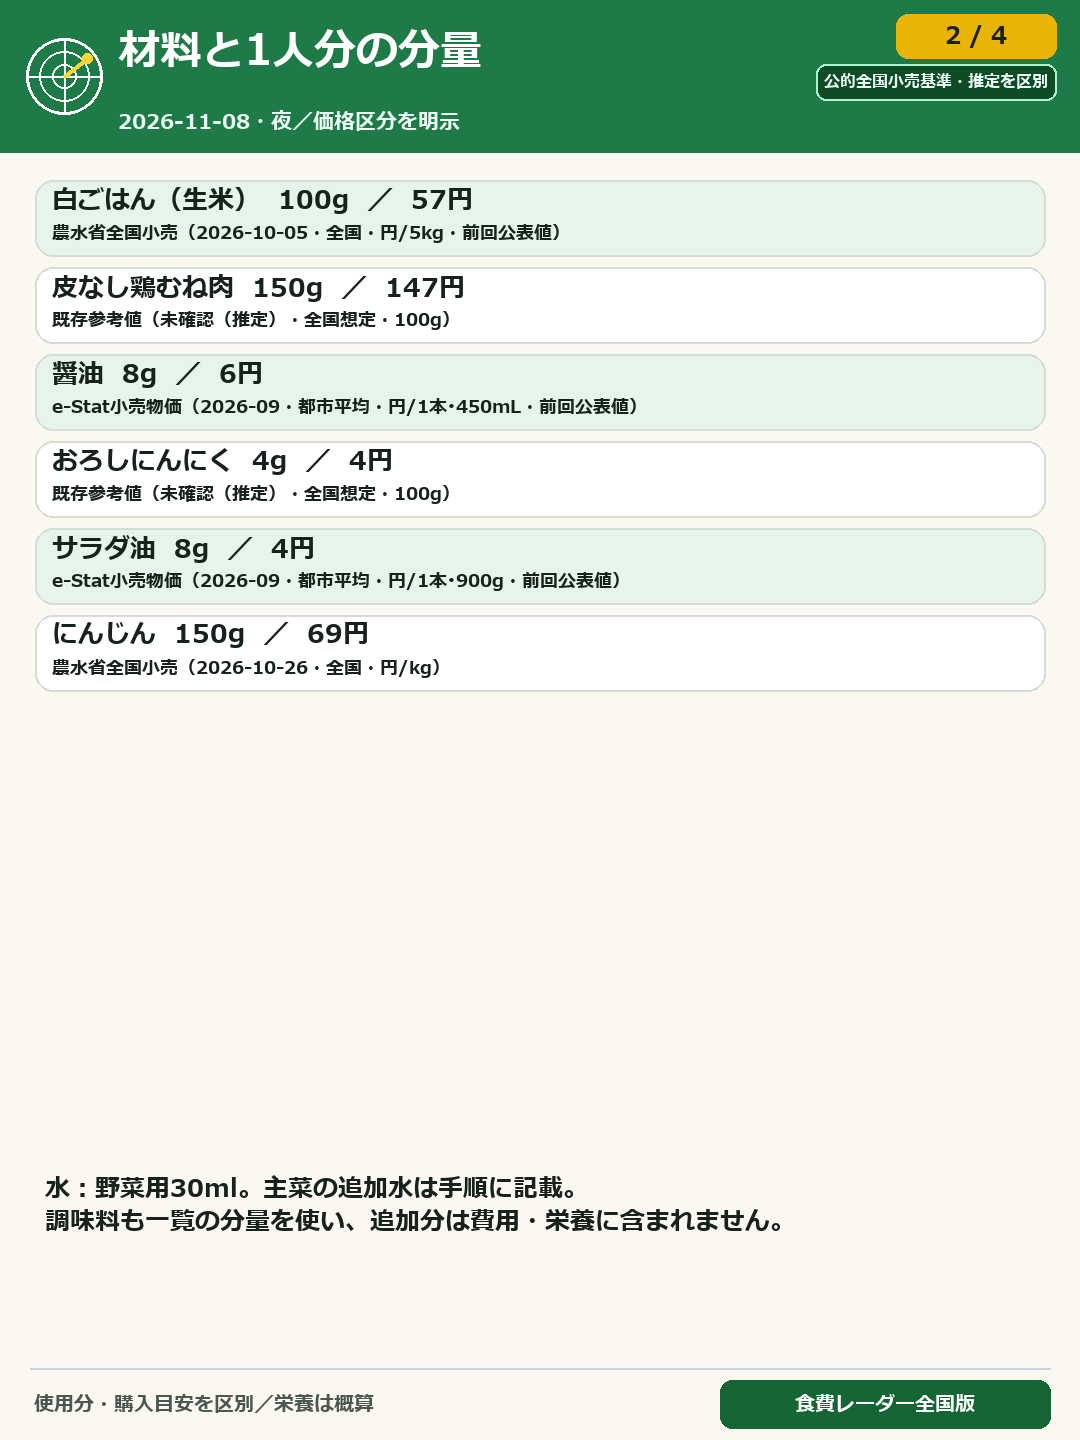 材料と1人分の分量
2026-11-08・夜／価格区分を明示
2 / 4
公的全国小売基準・推定を区別
白ごはん（生米） 100g ／ 57円
農水省全国小売（2026-10-05・全国・円/5kg・前回公表値）
皮なし鶏むね肉 150g ／ 147円
既存参考値（未確認（推定）・全国想定・100g）
醤油 8g ／ 6円
e-Stat小売物価（2026-09・都市平均・円/1本･450mL・前回公表値）
おろしにんにく 4g ／ 4円
既存参考値（未確認（推定）・全国想定・100g）
サラダ油 8g ／ 4円
e-Stat小売物価（2026-09・都市平均・円/1本･900g・前回公表値）
にんじん 150g ／ 69円
農水省全国小売（2026-10-26・全国・円/kg）
水：野菜用30ml。主菜の追加水は手順に記載。
調味料も一覧の分量を使い、追加分は費用・栄養に含まれません。
使用分・購入目安を区別／栄養は概算
食費レーダー全国版